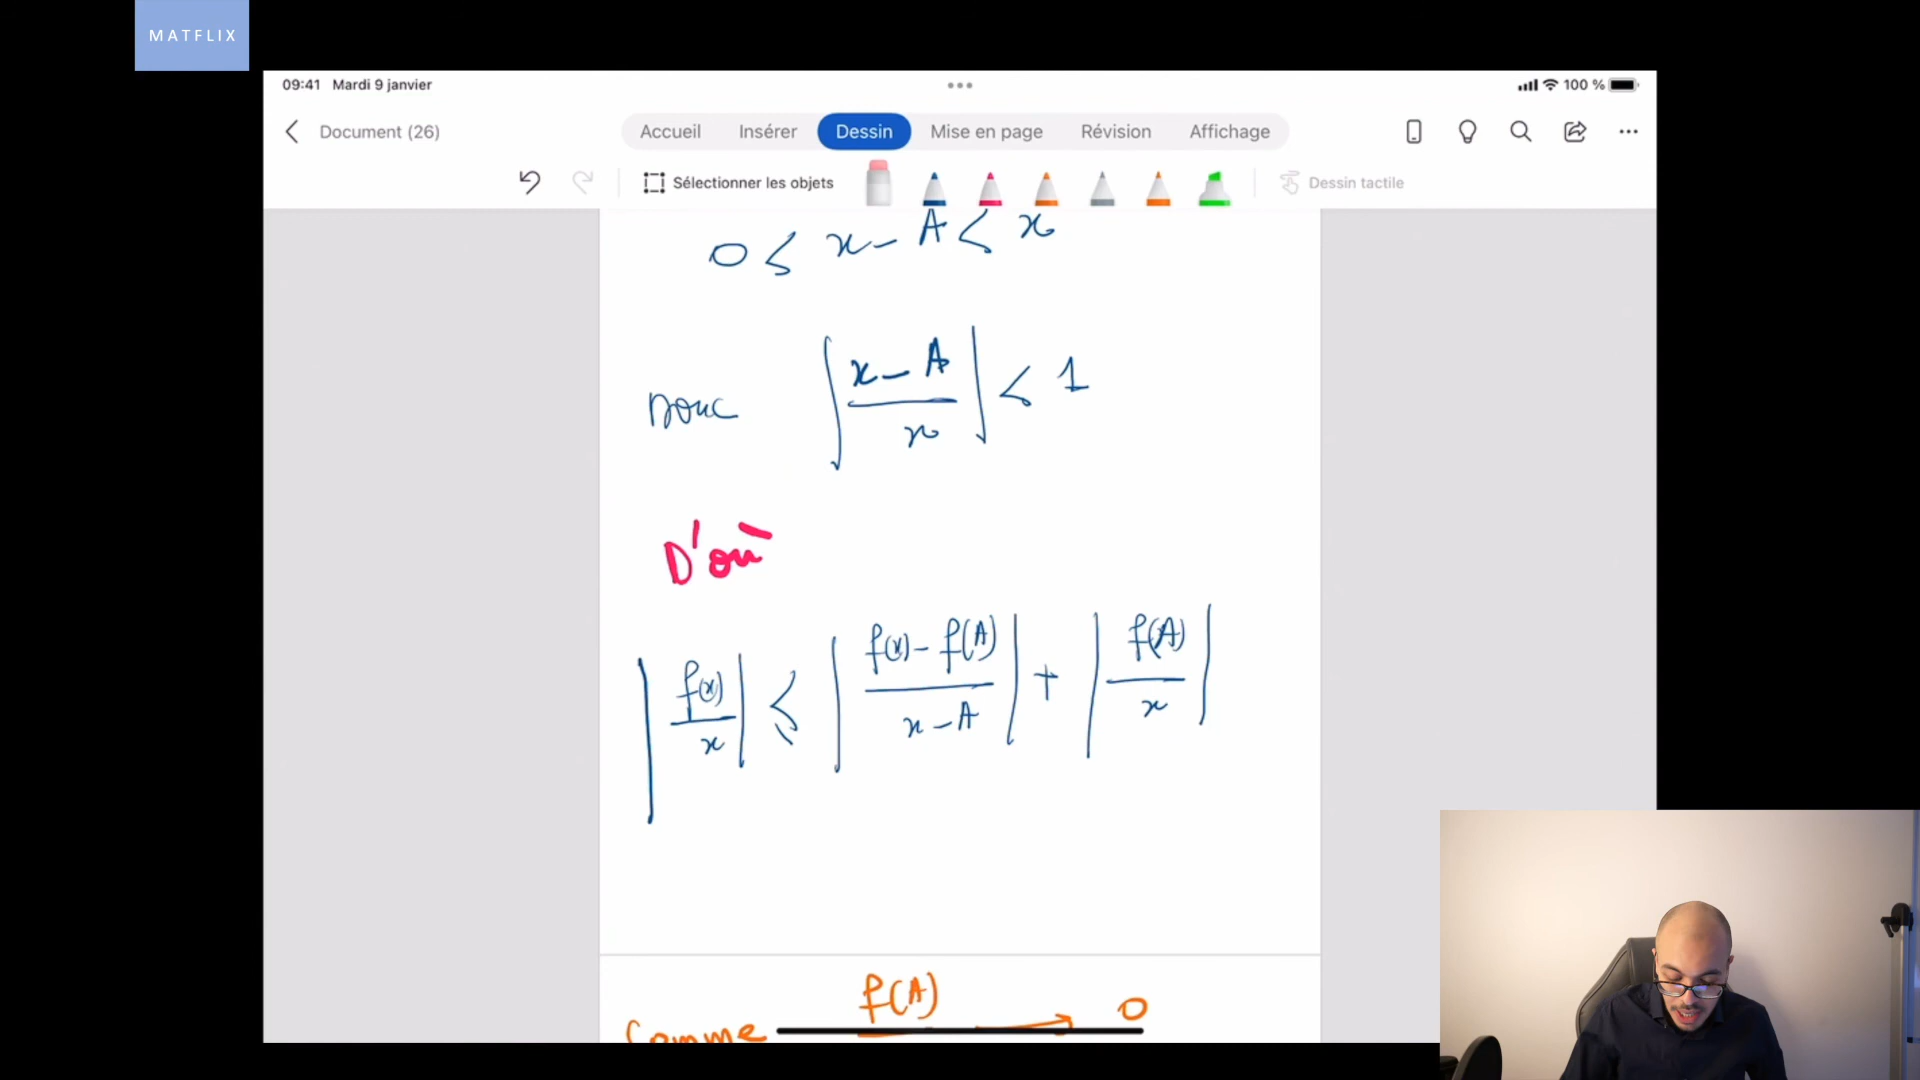 MATFLIX
09:41 Mardi 9 janvier
100 %
Document (26)
Accueil Insérer Dessin Mise en page Révision Affichage
Sélectionner les objets
Dessin tactile
0 ≤ x - A < x
Donc |(x - A)/x| < 1
D'où
|f(x)/x| ≤ |(f(x) - f(A))/(x - A)| + |f(A)/x|
Comme f(A) → 0